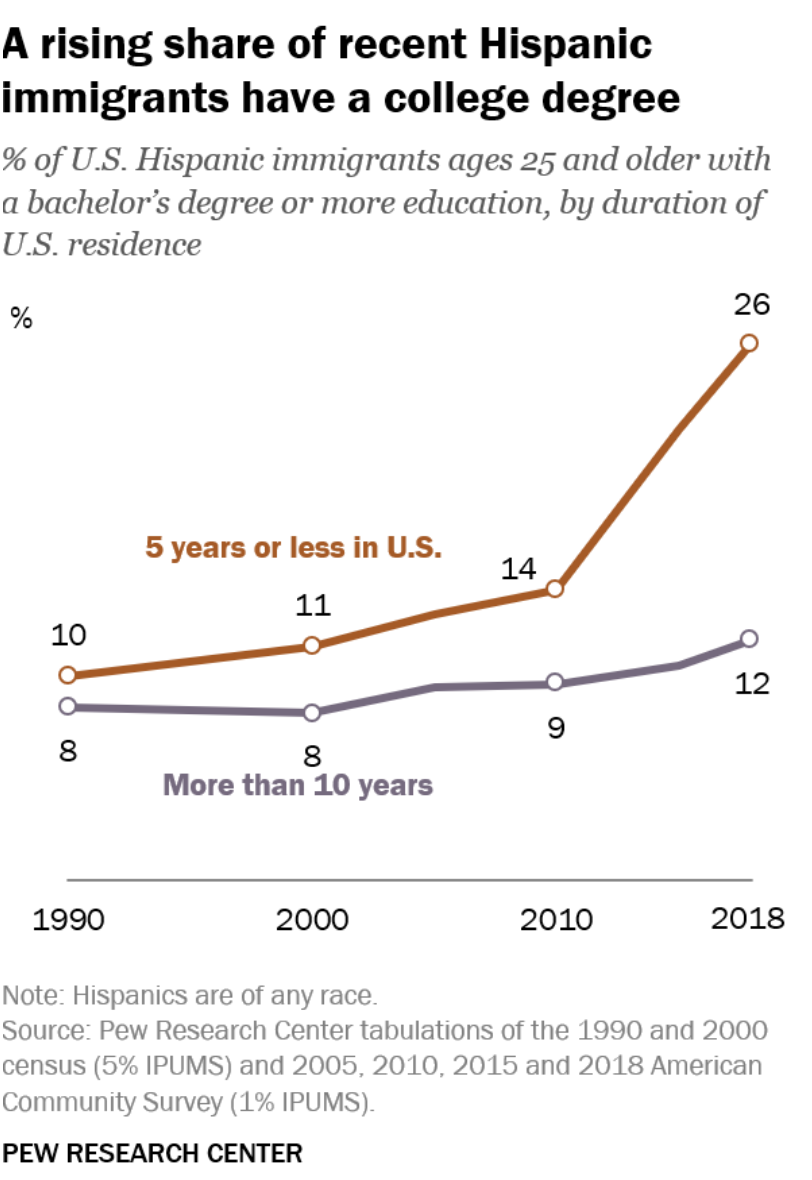 A rising share of recent Hispanic
immigrants have a college degree
% of U.S. Hispanic immigrants ages 25 and older with
a bachelor’s degree or more education, by duration of
U.S. residence
%
26
5 years or less in U.S.
14
11
10
12
9
8
8
More than 10 years
1990 2000 2010 2018
Note: Hispanics are of any race.
Source: Pew Research Center tabulations of the 1990 and 2000
census (5% IPUMS) and 2005, 2010, 2015 and 2018 American
Community Survey (1% IPUMS).
PEW RESEARCH CENTER